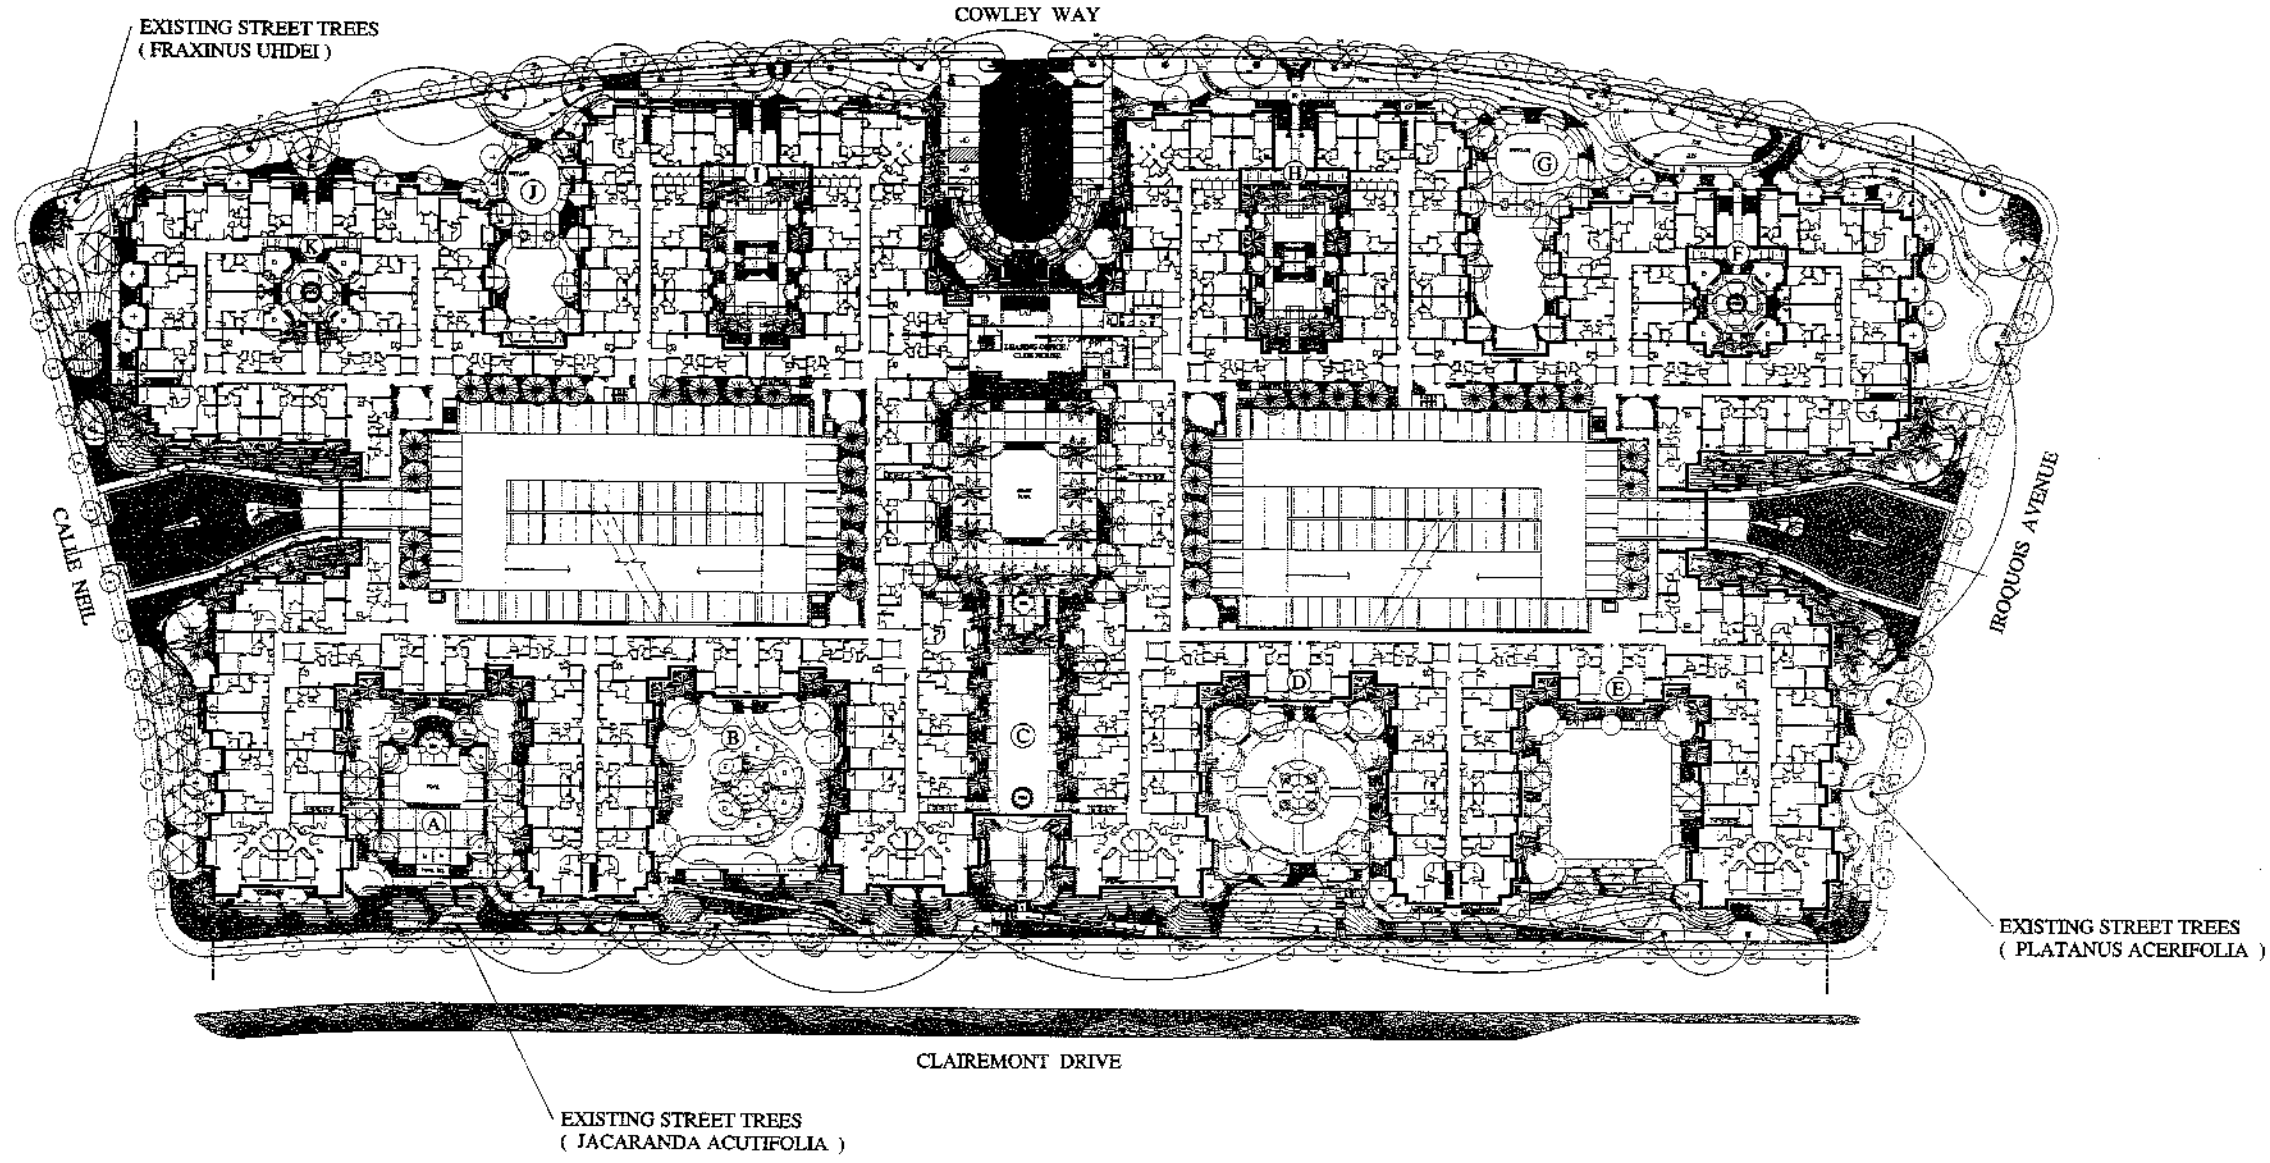 COWLEY WAY
EXISTING STREET TREES
( FRAXINUS UHDEI )
I
H
G
J
K
F
LEASING OFFICE /
CLUB HOUSE
CALLE NEIL
IROQUOIS AVENUE
D
E
B
C
POOL
A
EXISTING STREET TREES
( PLATANUS ACERIFOLIA )
CLAIREMONT DRIVE
EXISTING STREET TREES
( JACARANDA ACUTIFOLIA )